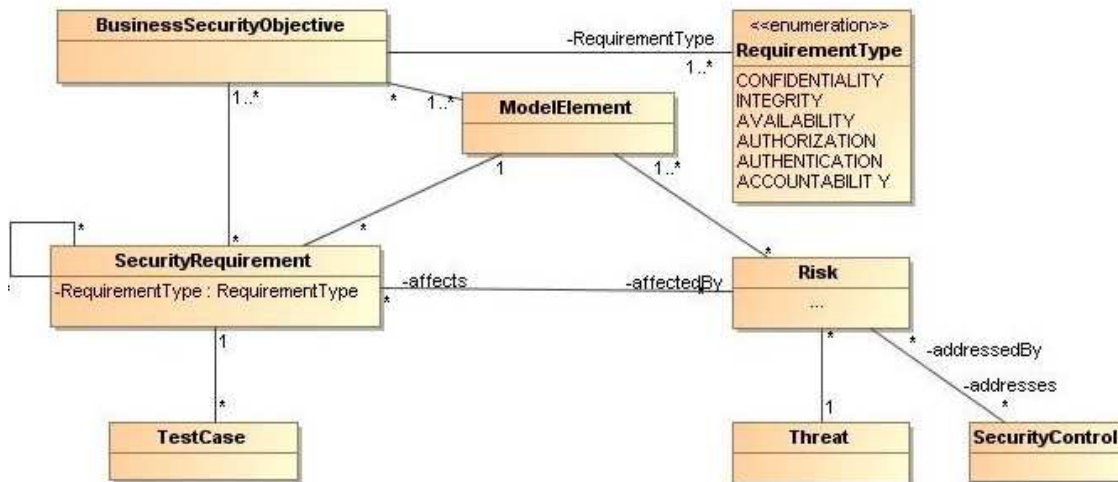 BusinessSecurityObjective
<<enumeration>>
RequirementType
-RequirementType
1..*
CONFIDENTIALITY
INTEGRITY
AVAILABILITY
AUTHORIZATION
AUTHENTICATION
ACCOUNTABILIT Y
1..*
*
1..*
ModelElement
1
1..*
*
*
*
*
SecurityRequirement
-RequirementType : RequirementType
-affects
*
-affectedBy
*
*
Risk
...
1
*
*
-addressedBy
-addresses
*
1
*
TestCase
Threat
SecurityControl